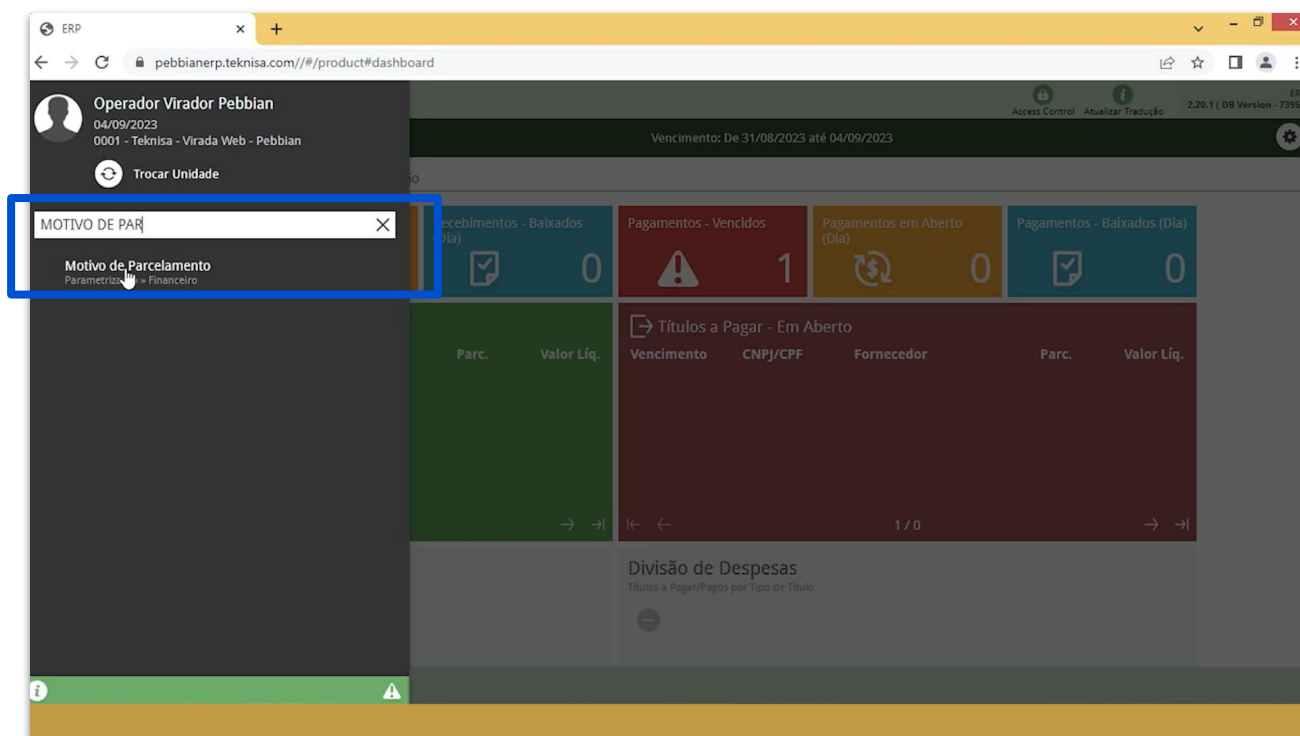 ERP
pebbianerp.teknisa.com//#/product#dashboard
Operador Virador Pebbian
04/09/2023
0001 - Teknisa - Virada Web - Pebbian
Trocar Unidade
Access Control
Atualizar Tradução
2.20.1 ( DB Version - 7395
Vencimento: De 31/08/2023 até 04/09/2023
MOTIVO DE PAR
Motivo de Parcelamento
» Financeiro
- Baixados
0
Pagamentos - Vencidos
1
Pagamentos em Aberto
(Dia)
0
Pagamentos - Baixados (Dia)
0
Parc. Valor Líq.
Títulos a Pagar - Em Aberto
Vencimento CNPJ/CPF Fornecedor Parc. Valor Líq.
1 / 0
Divisão de Despesas
Títulos a Pagar/Pagos por Tipo de Título